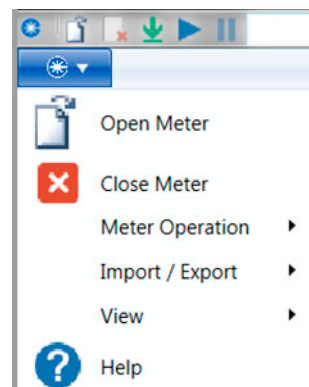 Open Meter
Close Meter
Meter Operation
Import / Export
View
Help